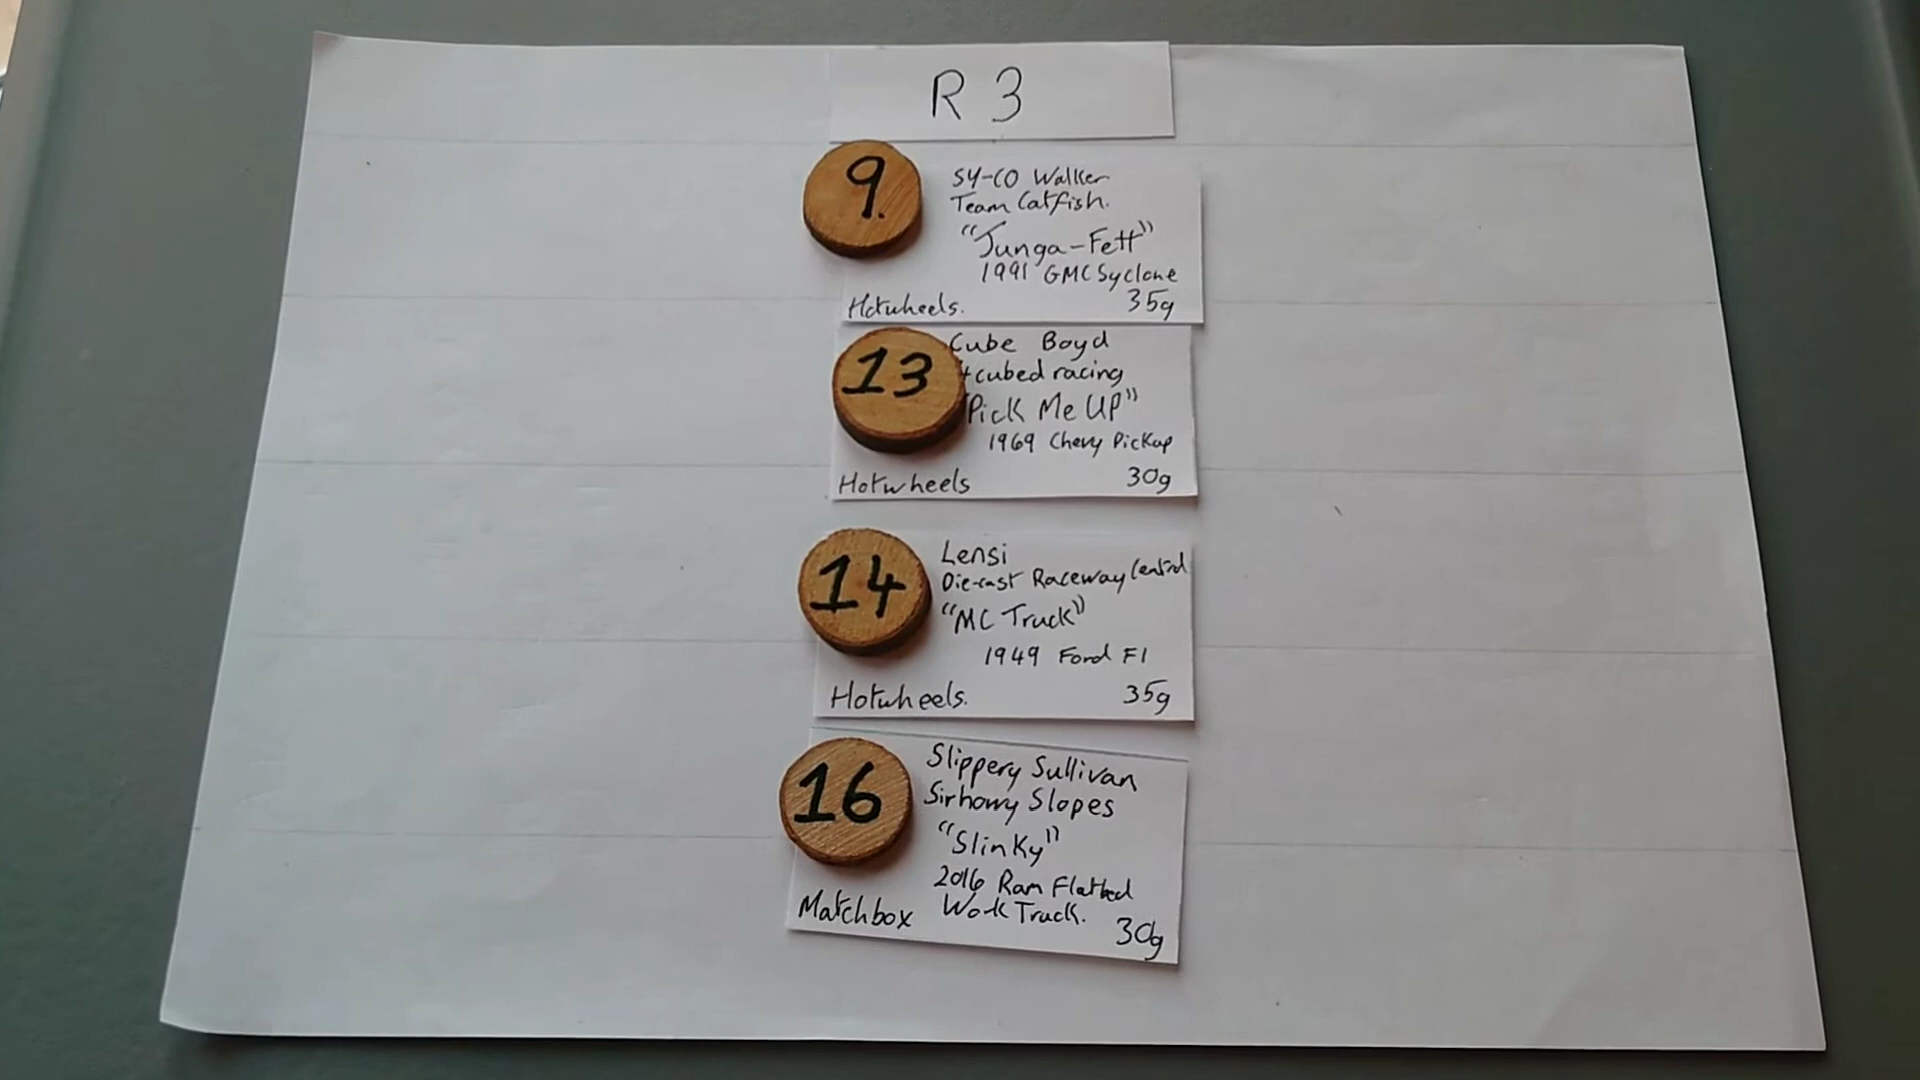 R 3
9.
SY-CO Walker
Team Catfish.
"Junga-Fett"
1991 GMC Syclone
Hotwheels. 35g
13
Cube Boyd
cubed racing
"Pick Me UP"
1969 Chevy Pickup
Hotwheels 30g
14
Lensi
Die-cast Raceway Central
"MC Truck"
1949 Ford F1
Hotwheels. 35g
16
Slippery Sullivan
Sirhowy Slopes
"Slinky"
2016 Ram Flatbed
Matchbox Work Truck.
30g